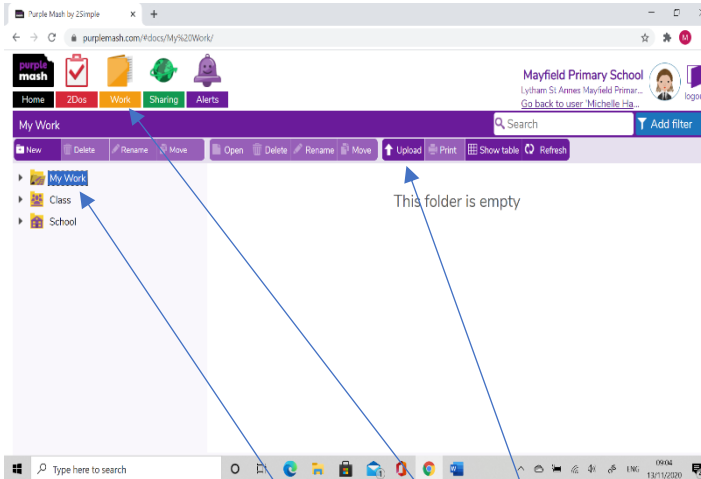 Purple Mash by 2Simple
purplemash.com/#docs/My%20Work/
M
purple
mash
Home
2Dos
Work
Sharing
Alerts
Mayfield Primary School
Lytham St Annes Mayfield Primar...
Go back to user 'Michelle Ha...
logou
My Work
Search
Add filter
New
Delete
Rename
Move
Open
Delete
Rename
Move
Upload
Print
Show table
Refresh
My Work
Class
School
This folder is empty
Type here to search
ENG
09:04
13/11/2020